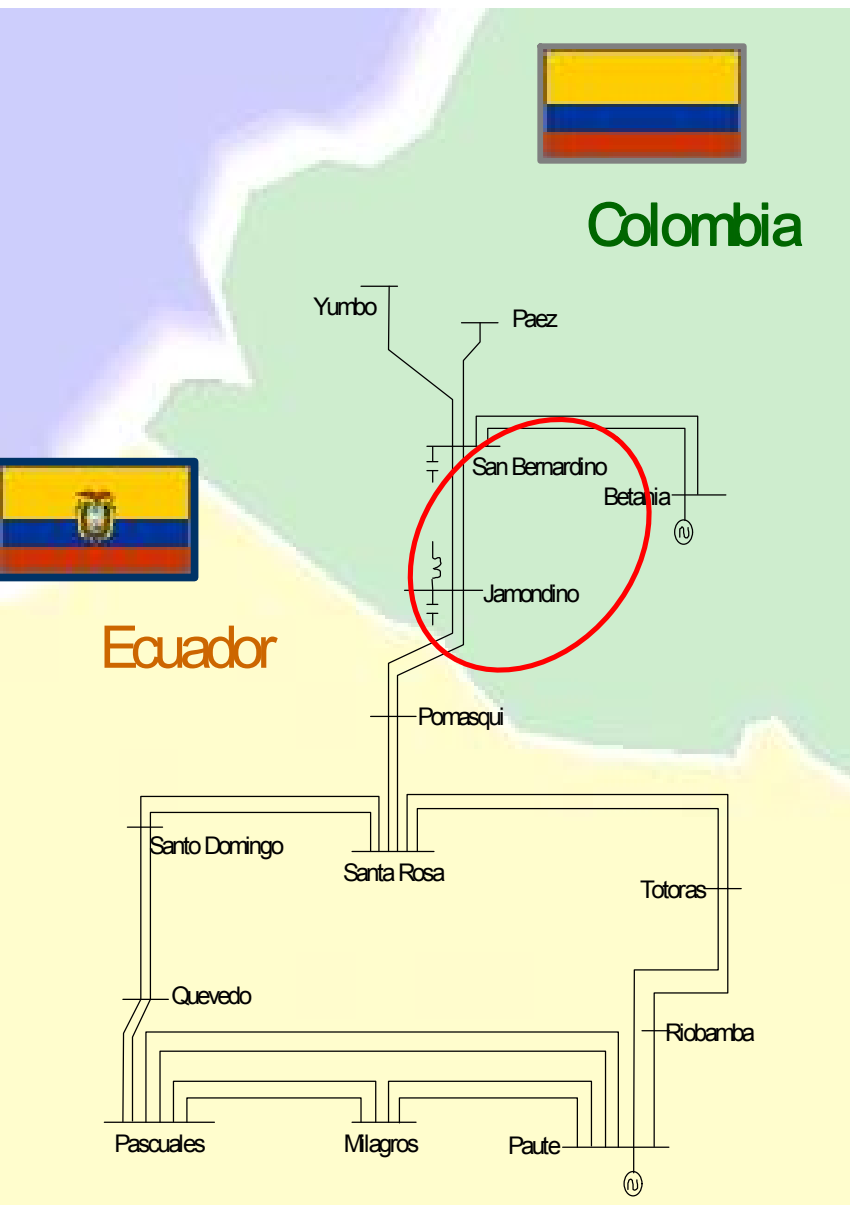 Colombia
Yumbo
Paez
San Bernardino
Betania
Jamondino
Ecuador
Pomasqui
Santo Domingo
Santa Rosa
Totoras
Quevedo
Riobamba
Pascuales
Milagros
Paute